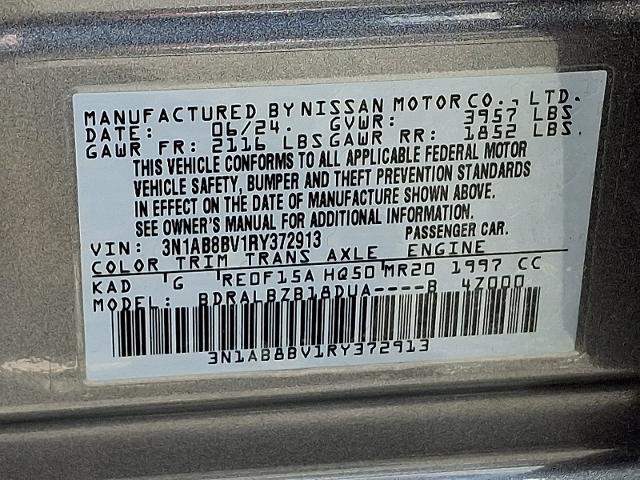 MANUFACTURED BY NISSAN MOTOR CO., LTD.
DATE: 06/24. GVWR: 3957 LBS
GAWR FR: 2116 LBS GAWR RR: 1852 LBS.
THIS VEHICLE CONFORMS TO ALL APPLICABLE FEDERAL MOTOR
VEHICLE SAFETY, BUMPER AND THEFT PREVENTION STANDARDS
IN EFFECT ON THE DATE OF MANUFACTURE SHOWN ABOVE.
SEE OWNER'S MANUAL FOR ADDITIONAL INFORMATION.
VIN: 3N1AB8BV1RY372913 PASSENGER CAR.
COLOR TRIM TRANS AXLE ENGINE
KAD G RE0F15A HQ50 MR20 1997 CC
MODEL: BDRALBZB18DUA----B 4Z000
3N1AB8BV1RY372913